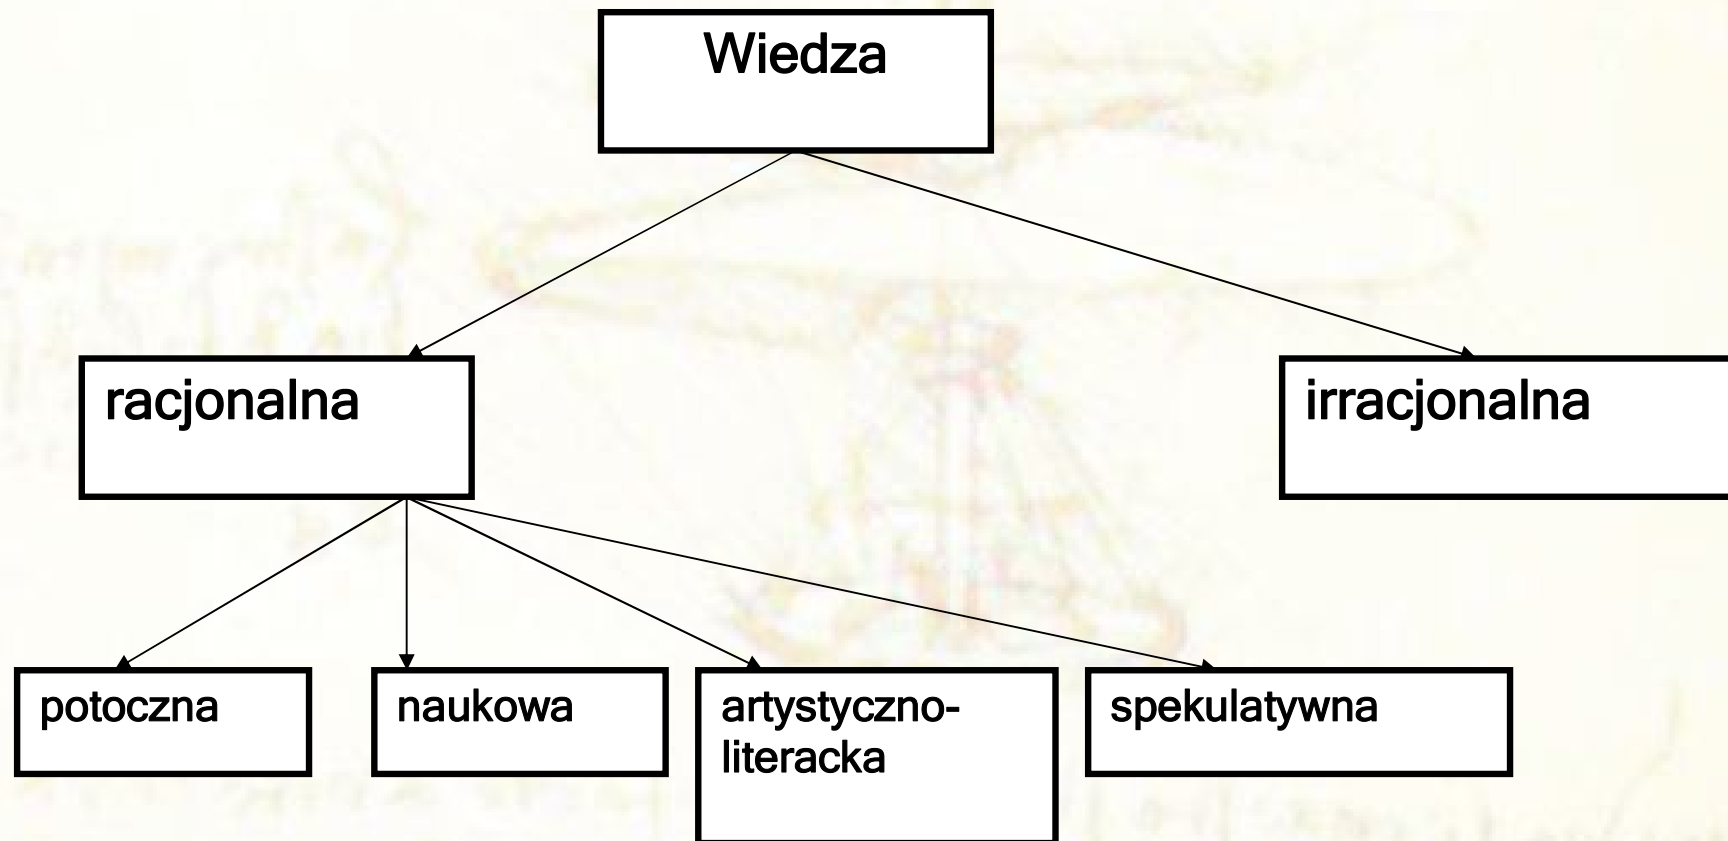 Wiedza
racjonalna
irracjonalna
potoczna
naukowa
artystyczno-
literacka
spekulatywna